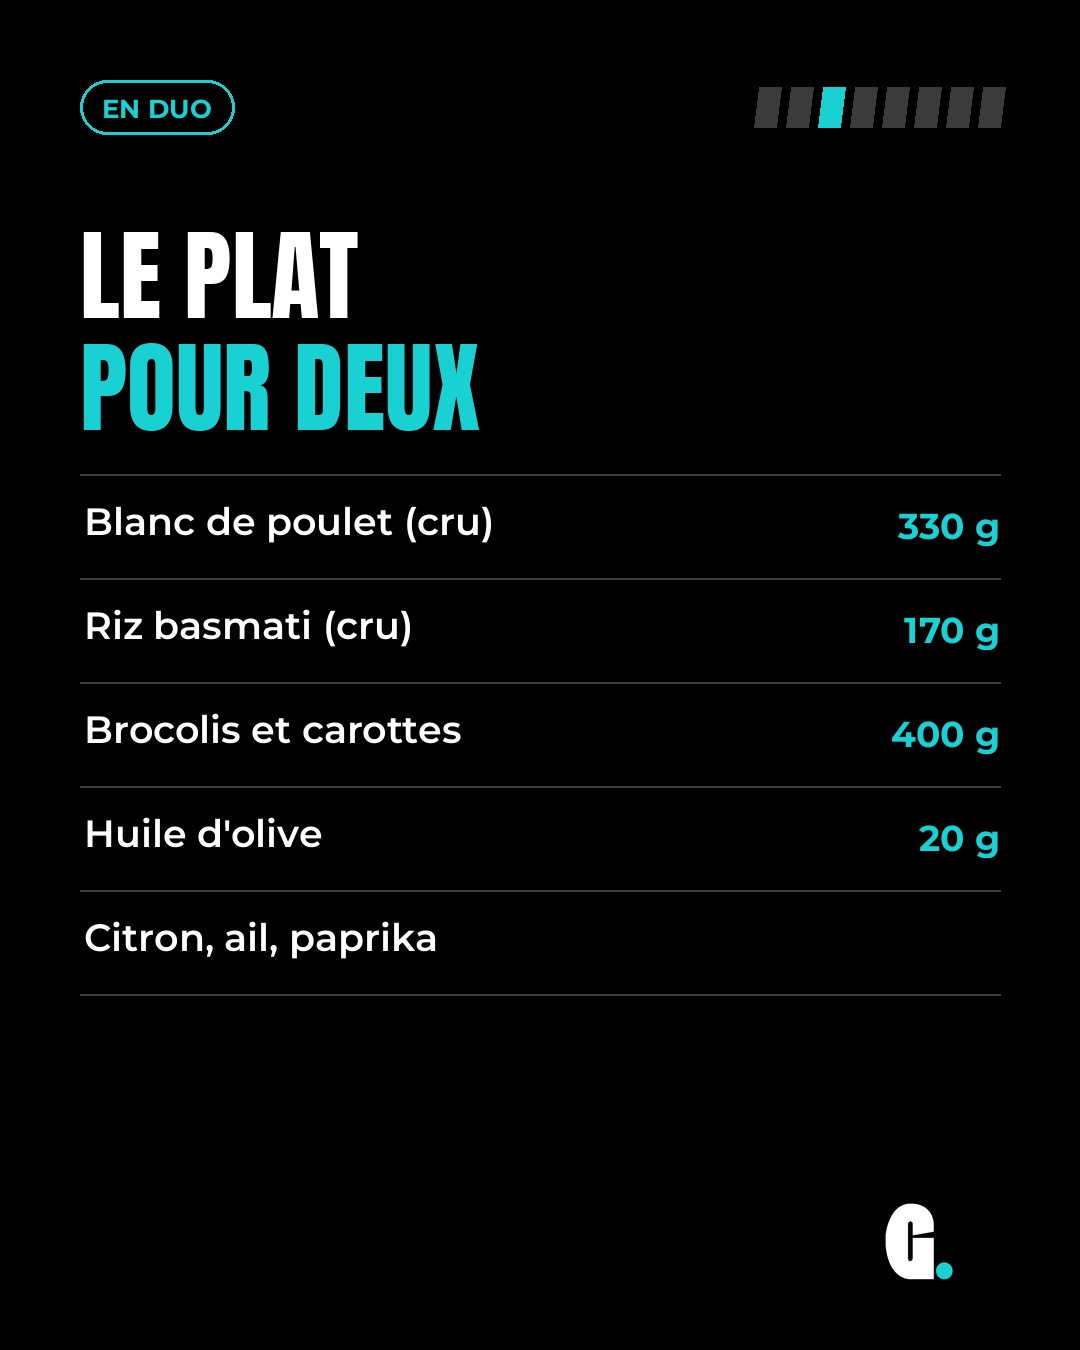 EN DUO
LE PLAT
POUR DEUX
Blanc de poulet (cru) 330 g
Riz basmati (cru) 170 g
Brocolis et carottes 400 g
Huile d'olive 20 g
Citron, ail, paprika
G.